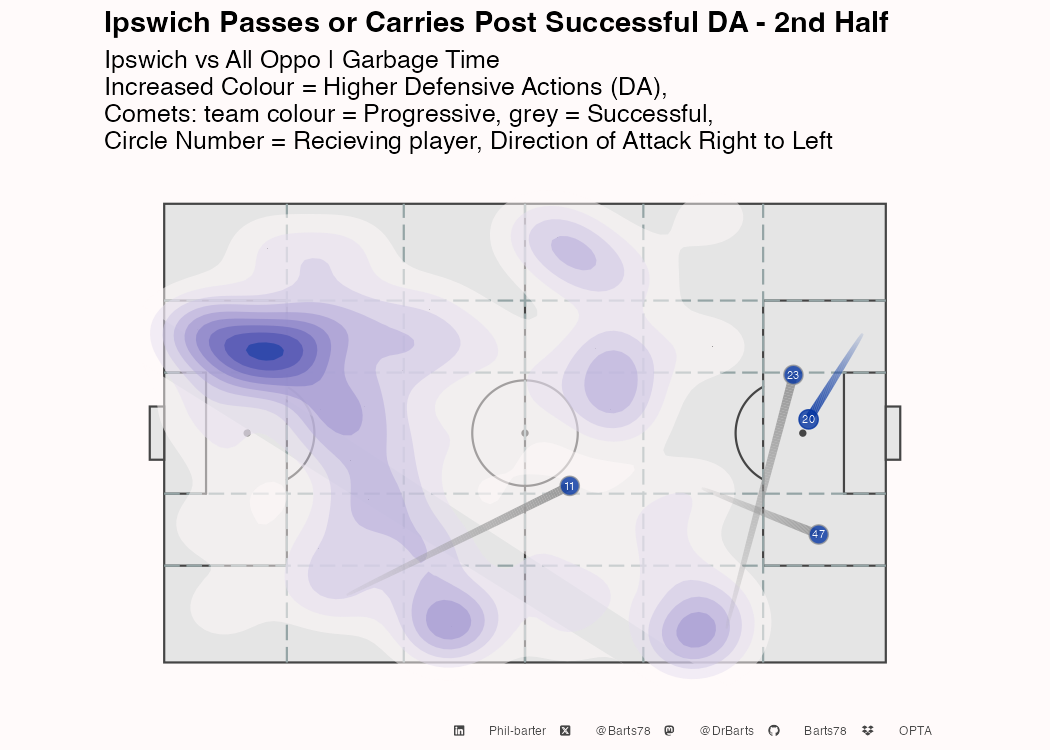 Ipswich Passes or Carries Post Successful DA - 2nd Half
Ipswich vs All Oppo | Garbage Time
Increased Colour = Higher Defensive Actions (DA),
Comets: team colour = Progressive, grey = Successful,
Circle Number = Recieving player, Direction of Attack Right to Left
23
20
11
47
Phil-barter @Barts78 @DrBarts Barts78 OPTA